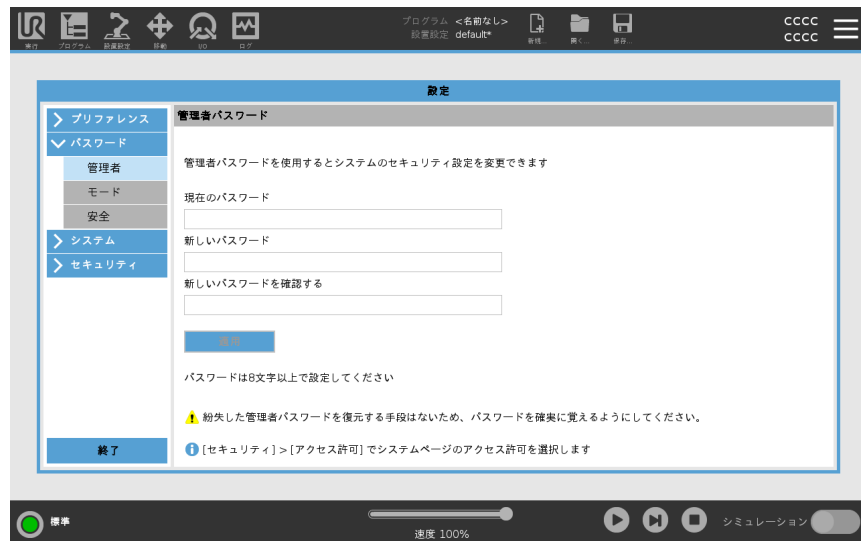 プログラム <名前なし>
設置設定 default*
実行 プログラム 設置設定 移動 I/O ログ
新規... 開く... 保存...
CCCC
CCCC
設定
プリファレンス
パスワード
管理者
モード
安全
システム
セキュリティ
終了
管理者パスワード
管理者パスワードを使用するとシステムのセキュリティ設定を変更できます
現在のパスワード
新しいパスワード
新しいパスワードを確認する
適用
パスワードは8文字以上で設定してください
紛失した管理者パスワードを復元する手段はないため、パスワードを確実に覚えるようにしてください。
[セキュリティ] > [アクセス許可] でシステムページのアクセス許可を選択します
標準
速度 100%
シミュレーション